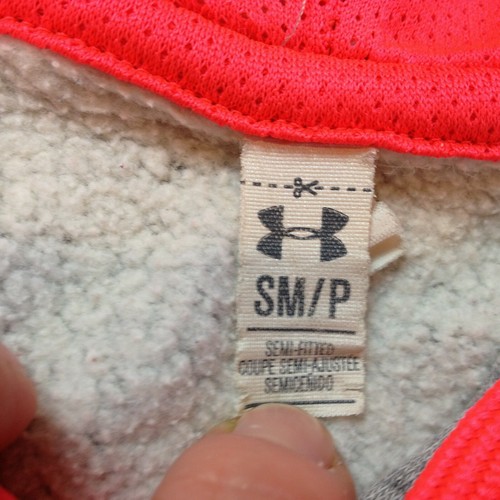 SM/P
SEMI-FITTED
COUPE SEMI-AJUSTÉE
SEMICEÑIDO